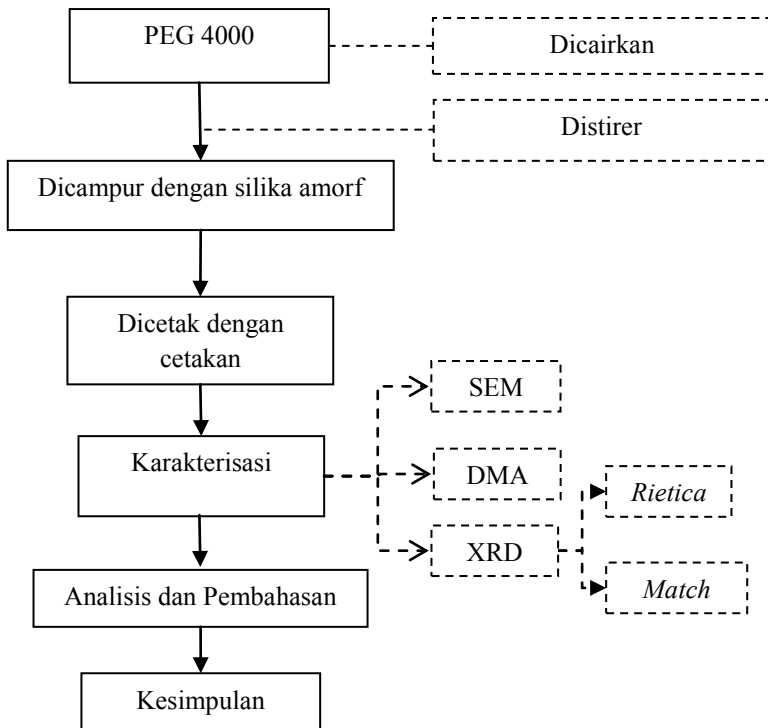 PEG 4000
Dicairkan
Distirer
Dicampur dengan silika amorf
Dicetak dengan
cetakan
Karakterisasi
SEM
DMA
XRD
Rietica
Match
Analisis dan Pembahasan
Kesimpulan